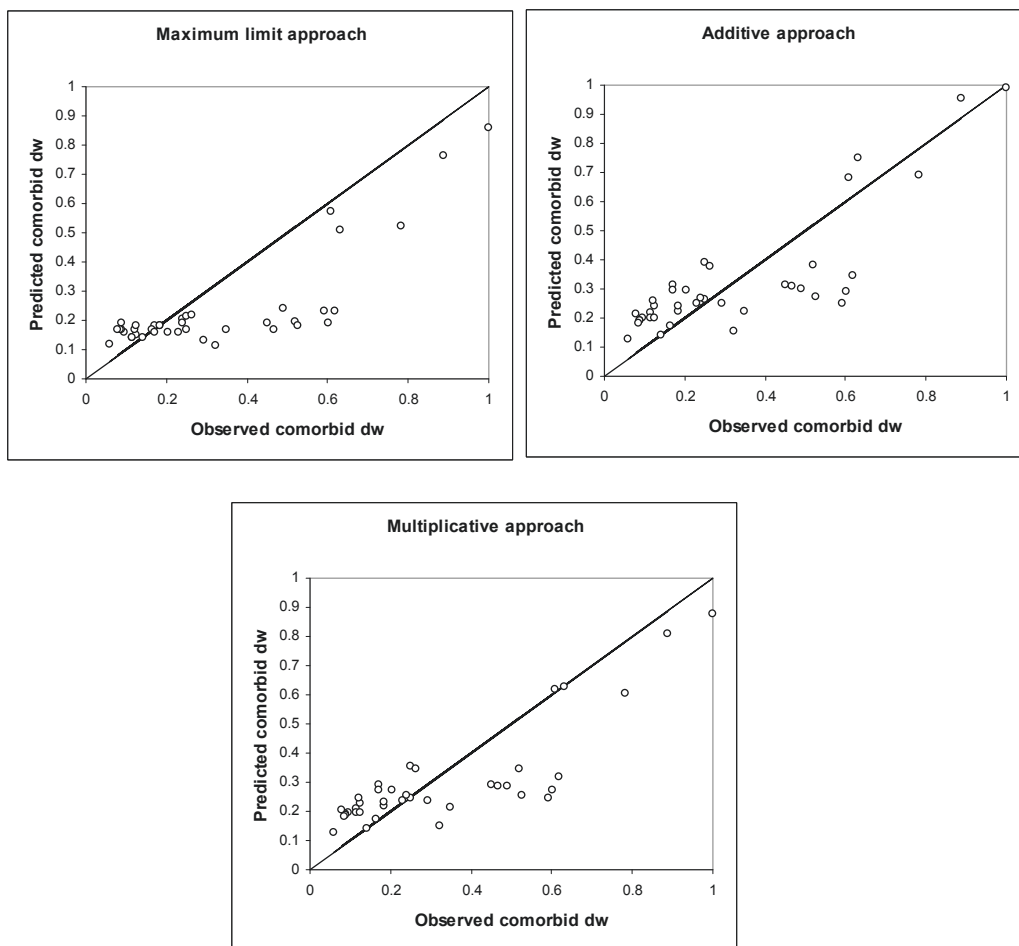 Maximum limit approach
Predicted comorbid dw
1
0.9
0.8
0.7
0.6
0.5
0.4
0.3
0.2
0.1
0
0 0.2 0.4 0.6 0.8 1
Observed comorbid dw
Additive approach
Predicted comorbid dw
1
0.9
0.8
0.7
0.6
0.5
0.4
0.3
0.2
0.1
0
0 0.2 0.4 0.6 0.8 1
Observed comorbid dw
Multiplicative approach
Predicted comorbid dw
1
0.9
0.8
0.7
0.6
0.5
0.4
0.3
0.2
0.1
0
0 0.2 0.4 0.6 0.8 1
Observed comorbid dw